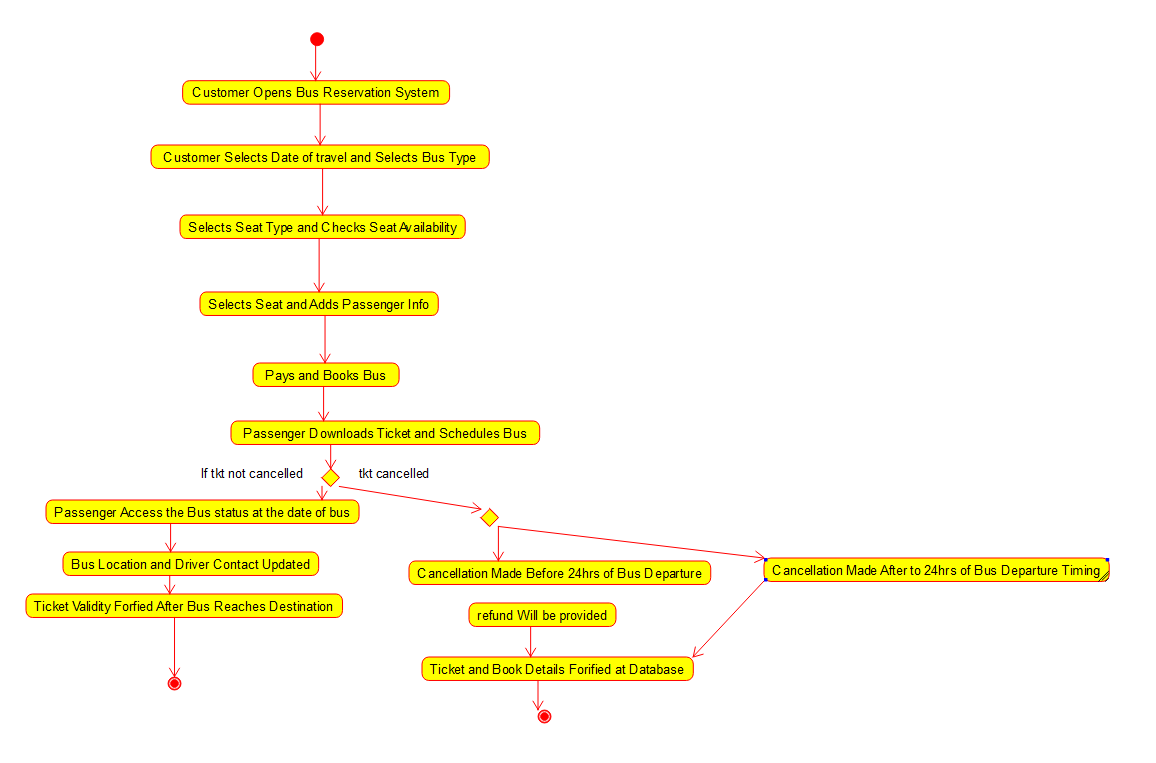 Customer Opens Bus Reservation System
Customer Selects Date of travel and Selects Bus Type
Selects Seat Type and Checks Seat Availability
Selects Seat and Adds Passenger Info
Pays and Books Bus
Passenger Downloads Ticket and Schedules Bus
If tkt not cancelled
tkt cancelled
Passenger Access the Bus status at the date of bus
Bus Location and Driver Contact Updated
Ticket Validity Forfied After Bus Reaches Destination
Cancellation Made Before 24hrs of Bus Departure
Cancellation Made After to 24hrs of Bus Departure Timing
refund Will be provided
Ticket and Book Details Forified at Database